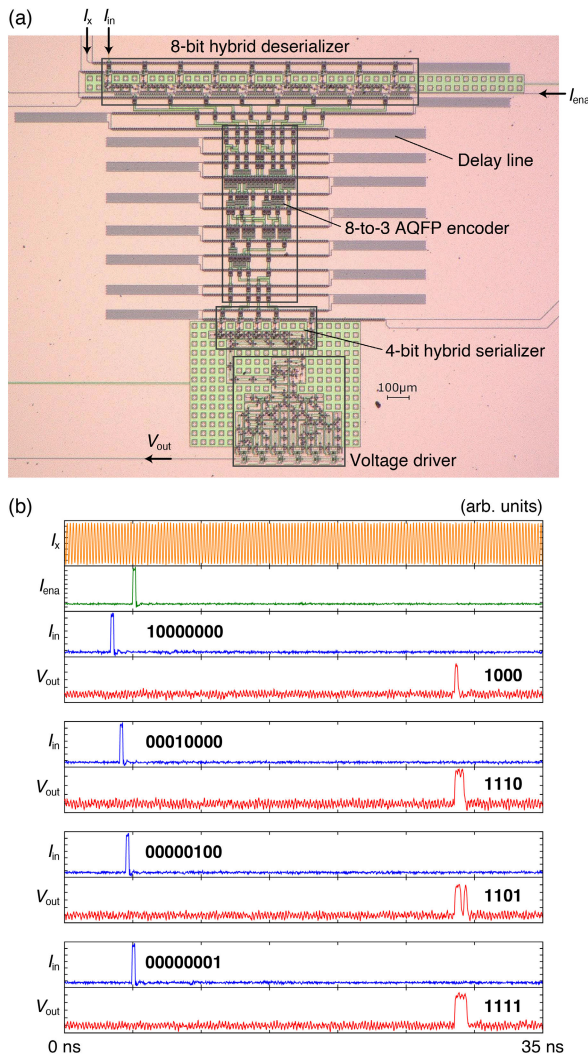 (a)
Ix Iin
8-bit hybrid deserializer
Iena
Delay line
8-to-3 AQFP encoder
4-bit hybrid serializer
100μm
Vout
Voltage driver
(b)
(arb. units)
Ix
Iena
Iin 10000000
Vout 1000
Iin 00010000
Vout 1110
Iin 00000100
Vout 1101
Iin 00000001
Vout 1111
0 ns 35 ns